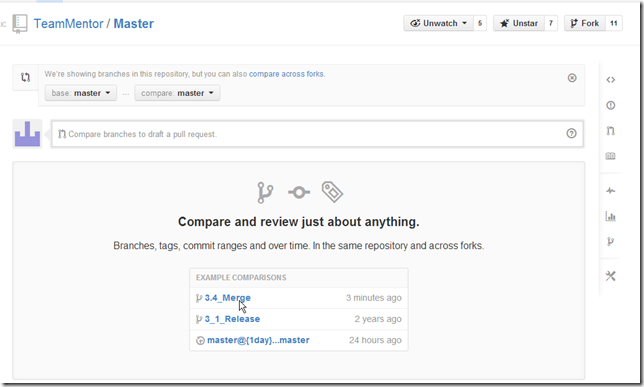 TeamMentor / Master
Unwatch 5
Unstar 7
Fork 11
We're showing branches in this repository, but you can also compare across forks.
base: master ... compare: master
Compare branches to draft a pull request.
Compare and review just about anything.
Branches, tags, commit ranges and over time. In the same repository and across forks.
EXAMPLE COMPARISONS
3.4_Merge 3 minutes ago
3_1_Release 2 years ago
master@{1day}...master 24 hours ago